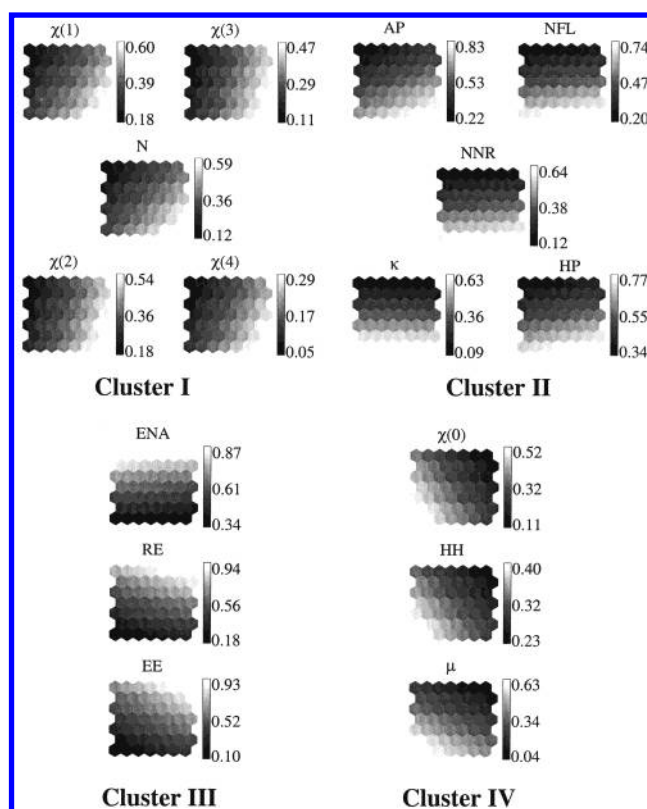 χ(1) χ(3) AP NFL
0.60 0.47 0.83 0.74
0.39 0.29 0.53 0.47
0.18 0.11 0.22 0.20
N NNR
0.59 0.64
0.36 0.38
0.12 0.12
χ(2) χ(4) κ HP
0.54 0.29 0.63 0.77
0.36 0.17 0.36 0.55
0.18 0.05 0.09 0.34
Cluster I Cluster II
ENA χ(0)
0.87 0.52
0.61 0.32
0.34 0.11
RE HH
0.94 0.40
0.56 0.32
0.18 0.23
EE μ
0.93 0.63
0.52 0.34
0.10 0.04
Cluster III Cluster IV